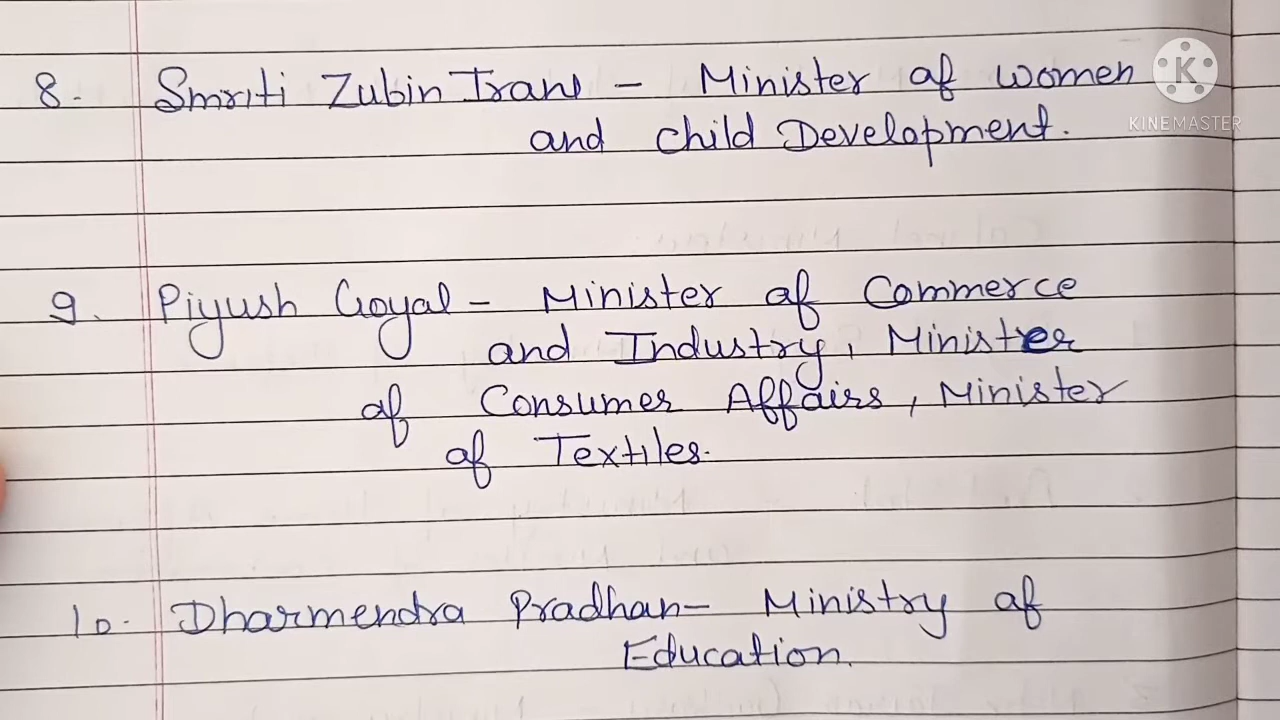 8. Smriti Zubin Irani - Minister of women
and child Development.
9. Piyush Goyal - Minister of Commerce
and Industry, Minister
of Consumer Affairs, Minister
of Textiles.
10. Dharmendra Pradhan - Ministry of
Education.
K
KINEMASTER